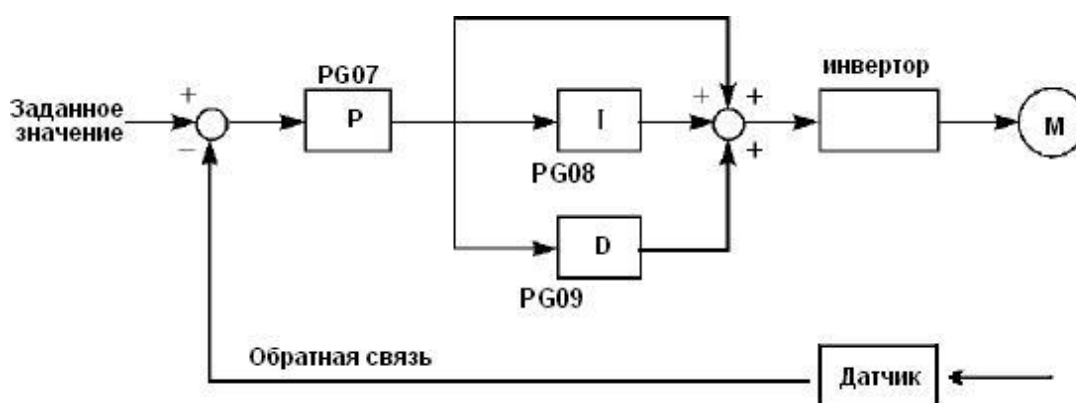 PG07
инвертор
Заданное
значение
+
−
P
I
+
+
+
M
PG08
D
PG09
Обратная связь
Датчик